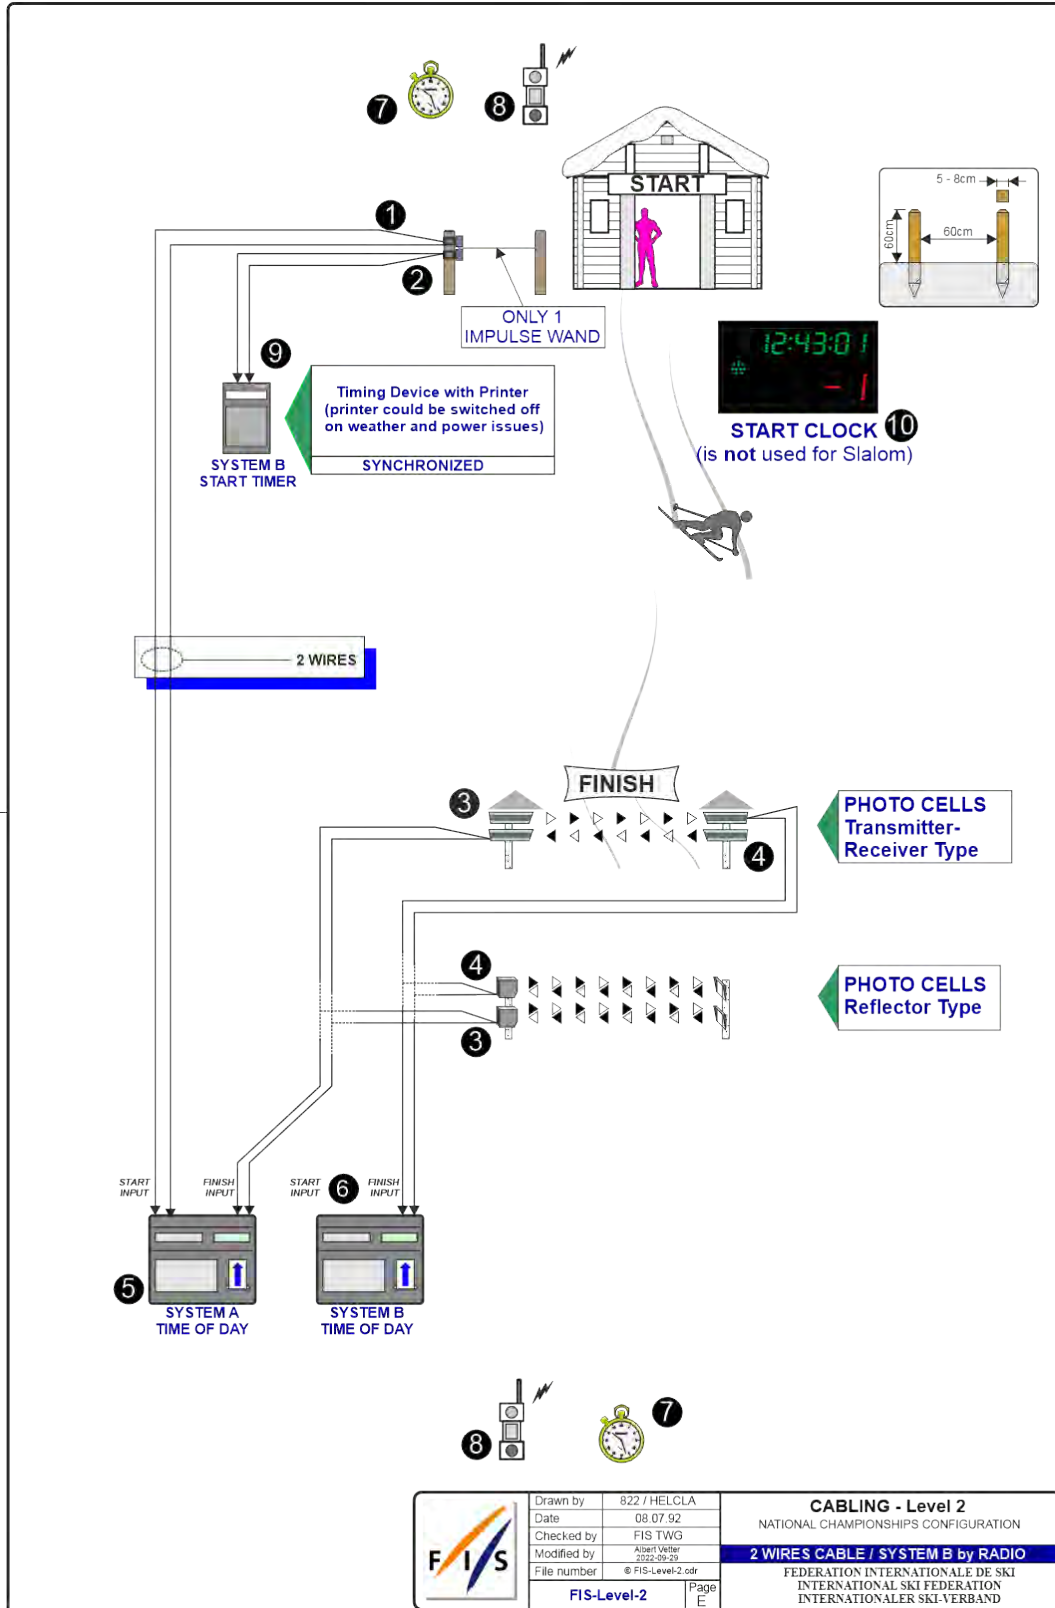 7
8
START
5 - 8cm
60cm
60cm
1
2
ONLY 1
IMPULSE WAND
9
Timing Device with Printer
(printer could be switched off
on weather and power issues)
SYNCHRONIZED
SYSTEM B
START TIMER
12:43:01
- 1
START CLOCK 10
(is not used for Slalom)
2 WIRES
FINISH
3
4
PHOTO CELLS
Transmitter-
Receiver Type
4
3
PHOTO CELLS
Reflector Type
START
INPUT
FINISH
INPUT
START
INPUT
6
FINISH
INPUT
5
SYSTEM A
TIME OF DAY
SYSTEM B
TIME OF DAY
8
7
FIS
Drawn by 822 / HELCLA
Date 08.07.92
Checked by FIS TWG
Modified by Albert Vetter
2022-09-29
File number © FIS-Level-2.cdr
FIS-Level-2
Page
E
CABLING - Level 2
NATIONAL CHAMPIONSHIPS CONFIGURATION
2 WIRES CABLE / SYSTEM B by RADIO
FEDERATION INTERNATIONALE DE SKI
INTERNATIONAL SKI FEDERATION
INTERNATIONALER SKI-VERBAND